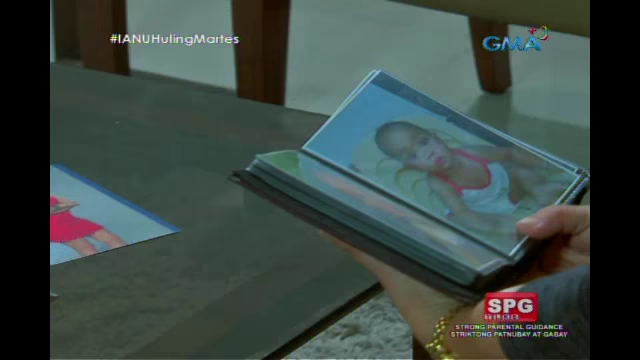 #IANUHulingMartes
GMA
SPG
STRONG PARENTAL GUIDANCE
STRIKTONG PATNUBAY AT GABAY